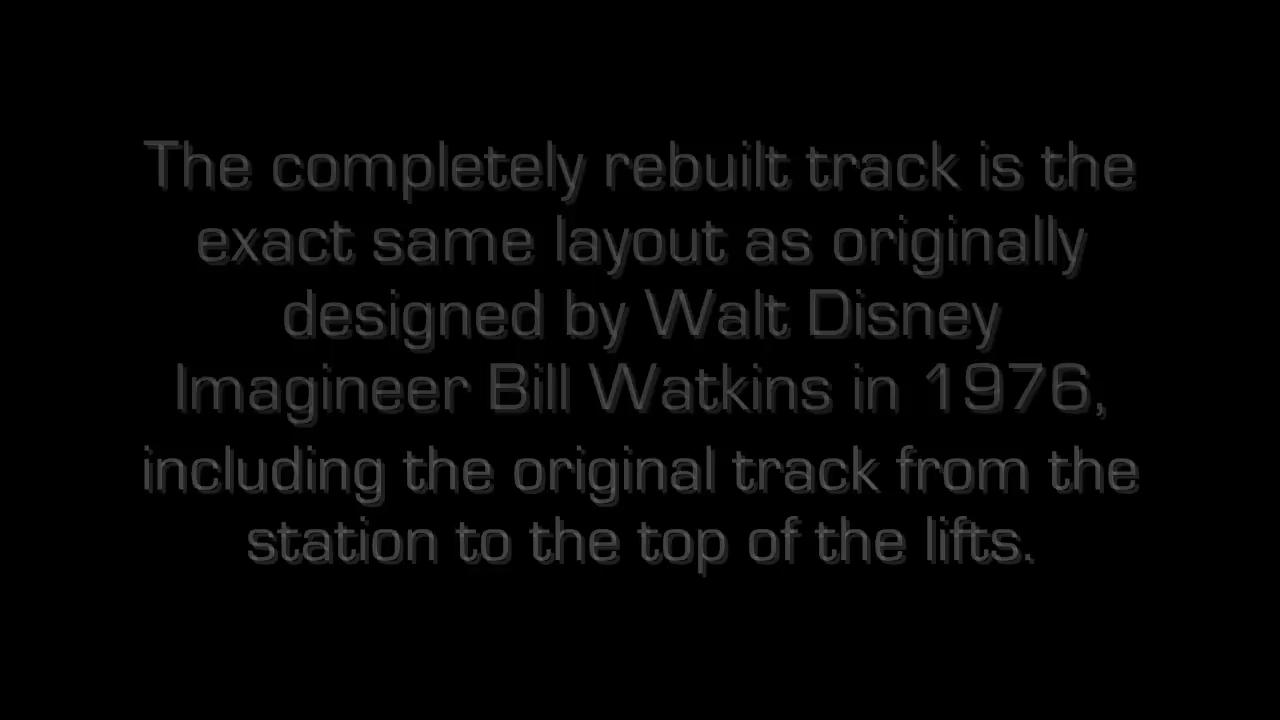 The completely rebuilt track is the
exact same layout as originally
designed by Walt Disney
Imagineer Bill Watkins in 1976,
including the original track from the
station to the top of the lifts.